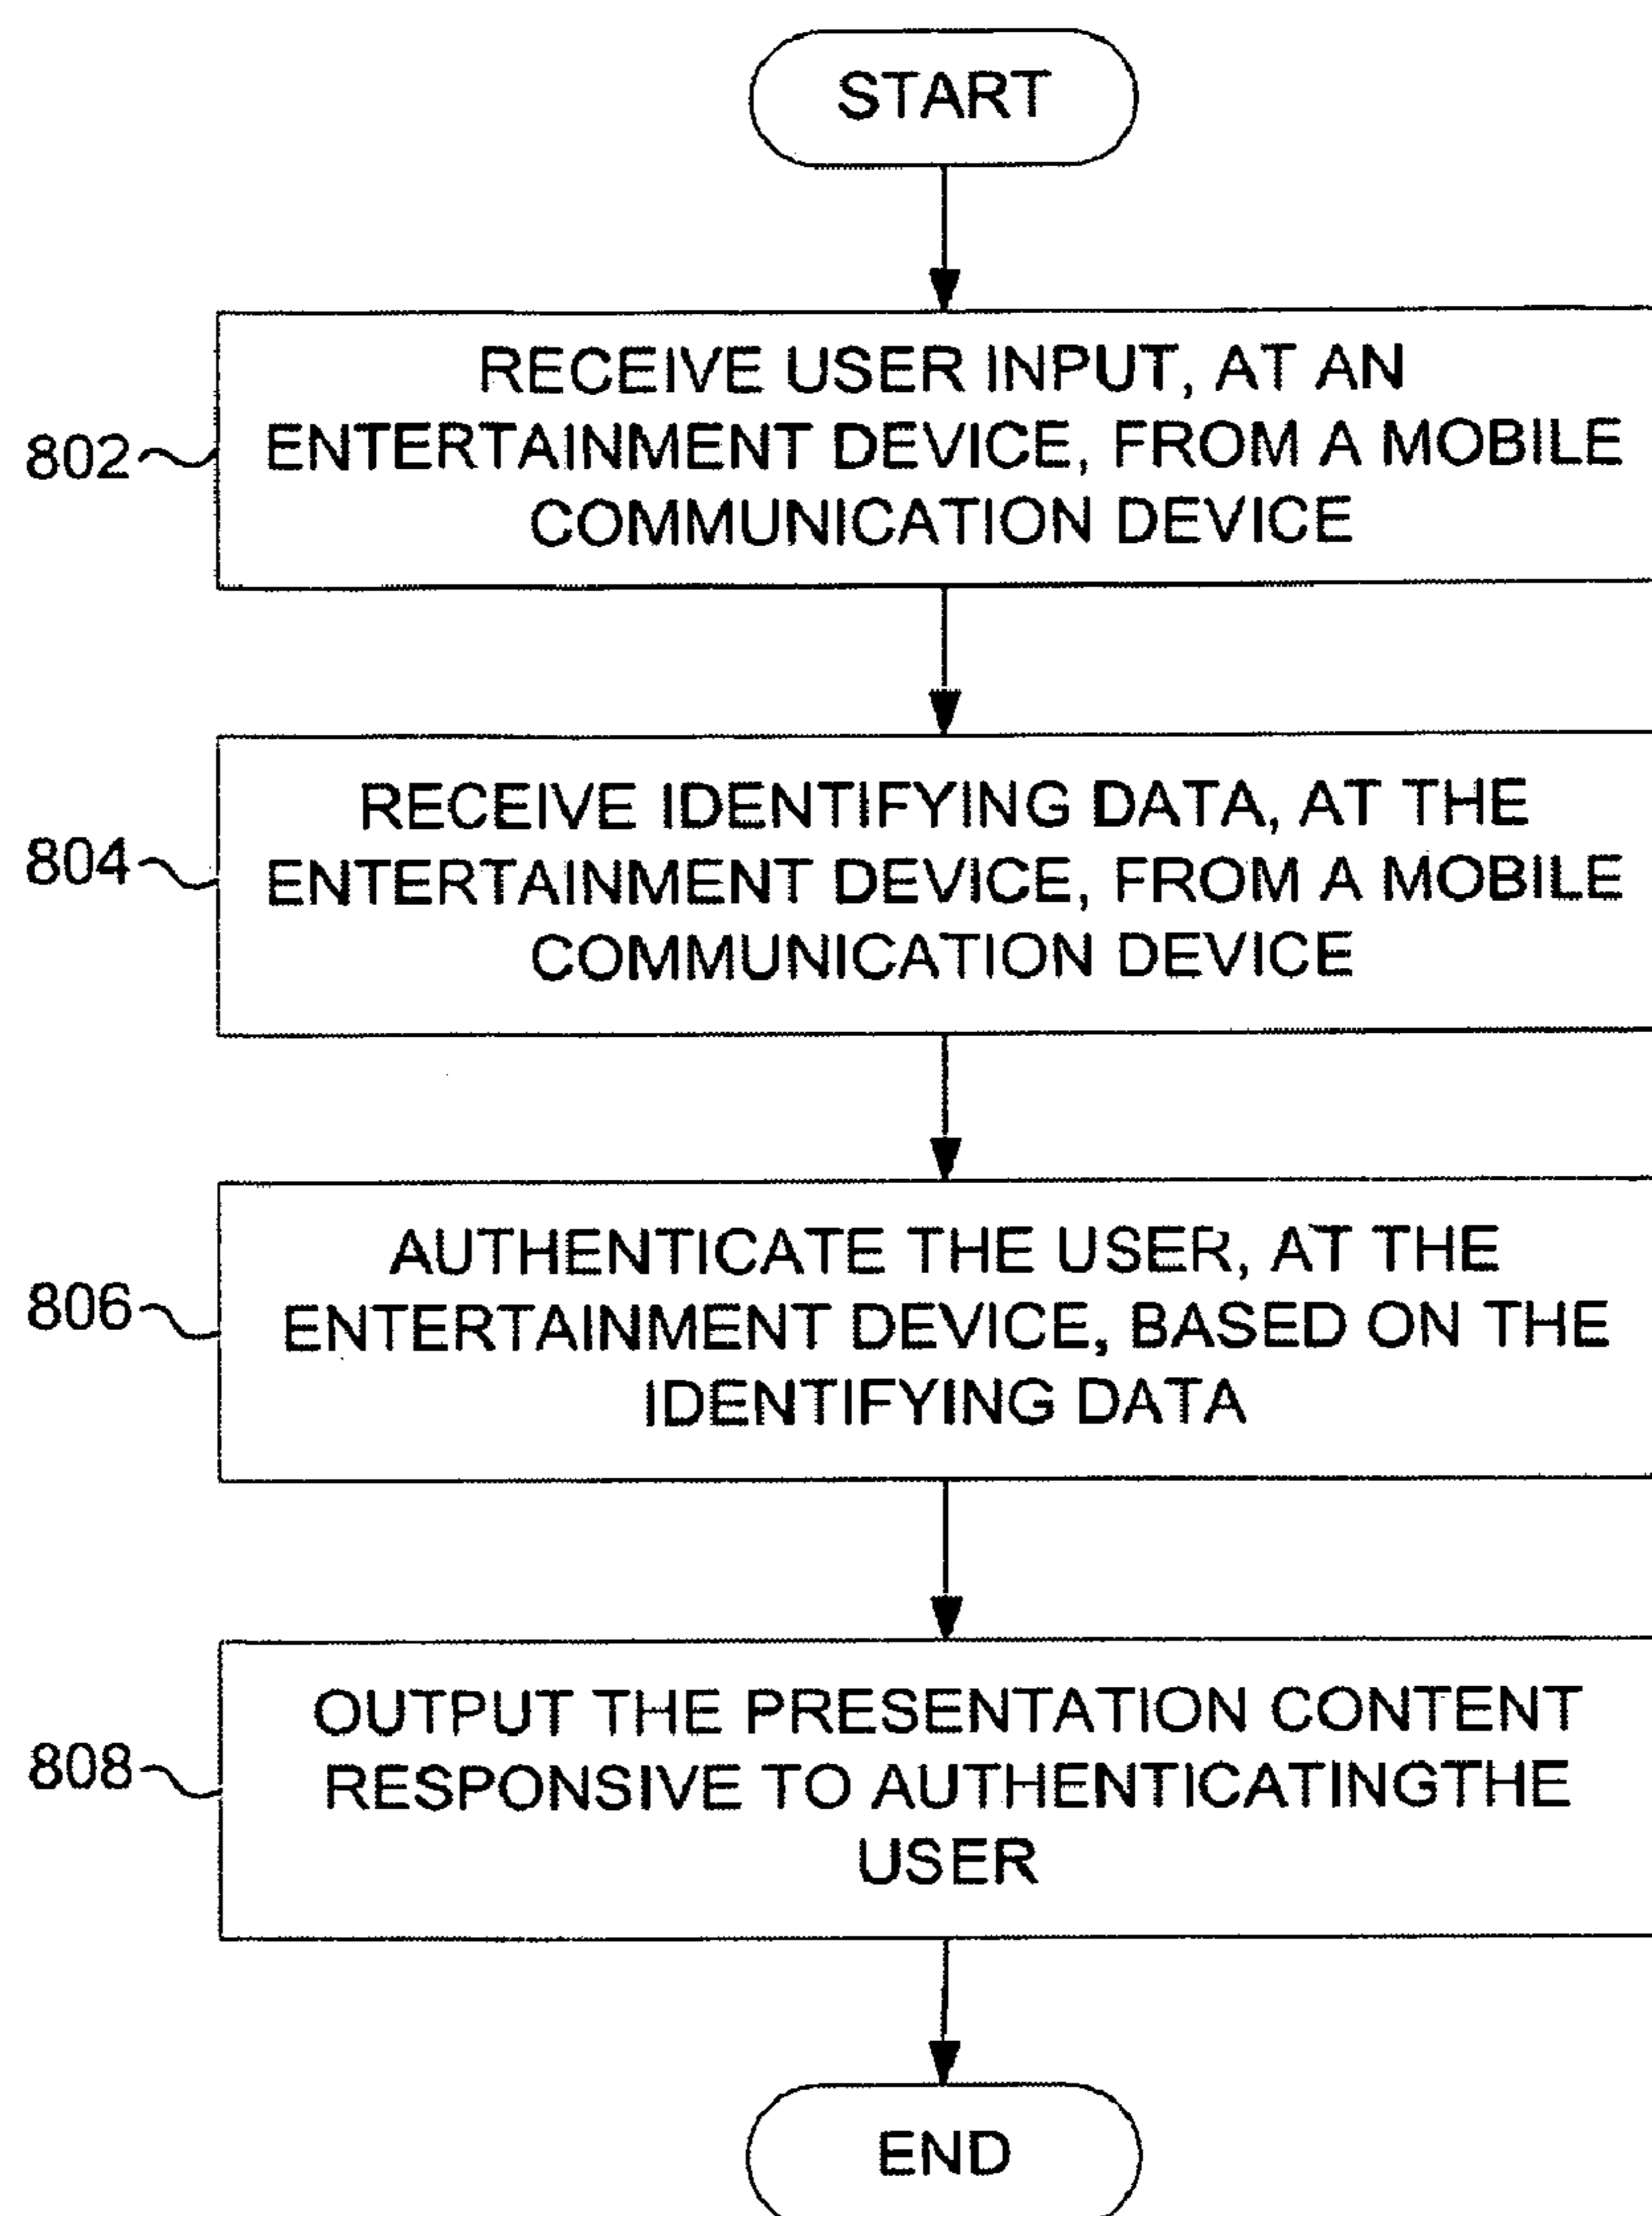 START
802
RECEIVE USER INPUT, AT AN
ENTERTAINMENT DEVICE, FROM A MOBILE
COMMUNICATION DEVICE
804
RECEIVE IDENTIFYING DATA, AT THE
ENTERTAINMENT DEVICE, FROM A MOBILE
COMMUNICATION DEVICE
806
AUTHENTICATE THE USER, AT THE
ENTERTAINMENT DEVICE, BASED ON THE
IDENTIFYING DATA
808
OUTPUT THE PRESENTATION CONTENT
RESPONSIVE TO AUTHENTICATINGTHE
USER
END